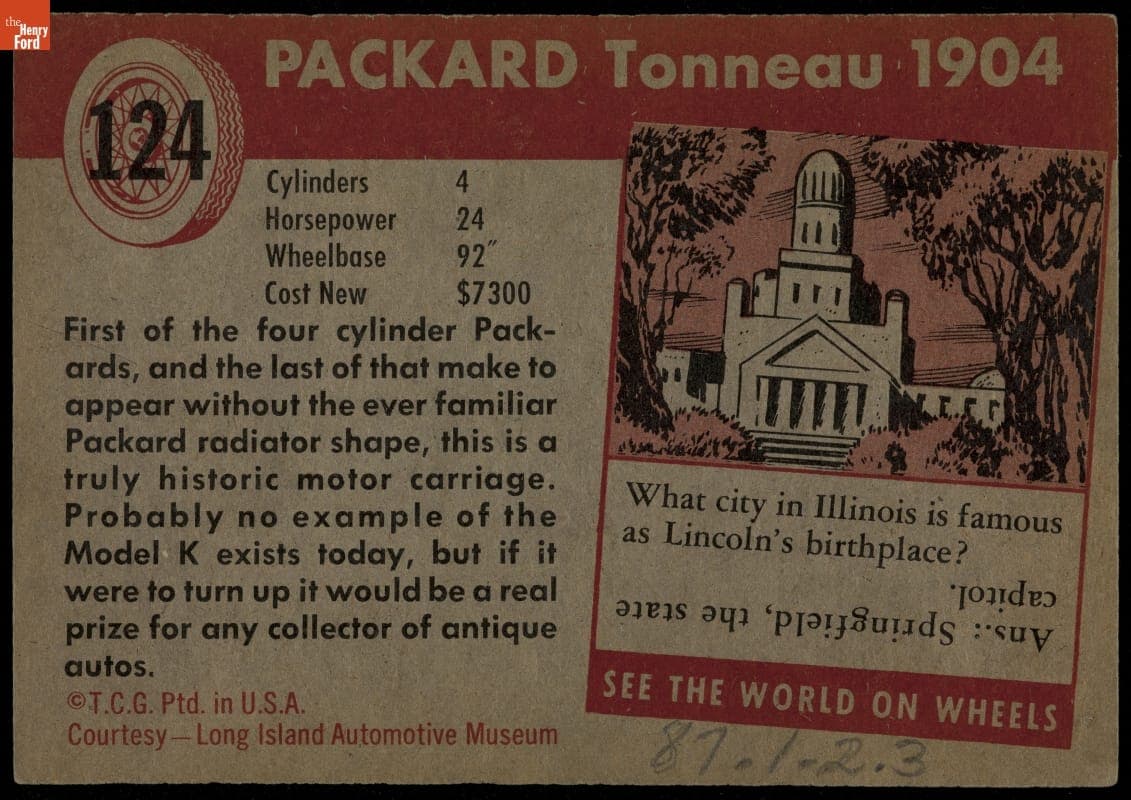 the
Henry
Ford
PACKARD Tonneau 1904
124
Cylinders 4
Horsepower 24
Wheelbase 92"
Cost New $7300
First of the four cylinder Pack-
ards, and the last of that make to
appear without the ever familiar
Packard radiator shape, this is a
truly historic motor carriage.
Probably no example of the
Model K exists today, but if it
were to turn up it would be a real
prize for any collector of antique
autos.
©T.C.G. Ptd. in U.S.A.
Courtesy—Long Island Automotive Museum
What city in Illinois is famous
as Lincoln's birthplace?
Ans.: Springfield, the state
capitol.
SEE THE WORLD ON WHEELS
87.1.2.3